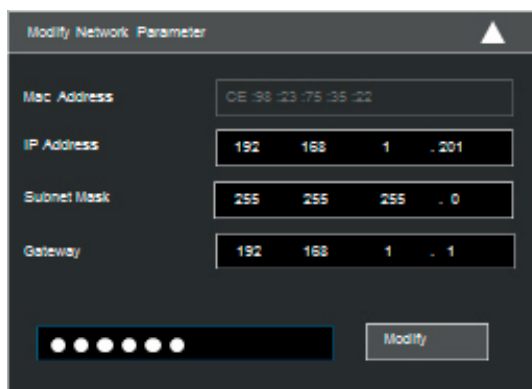 Modify Network Parameter
Mac Address CE :98 :23 :75 :35 :22
IP Address 192 168 1 . 201
Subnet Mask 255 255 255 . 0
Gateway 192 168 1 . 1
●●●●●● Modify